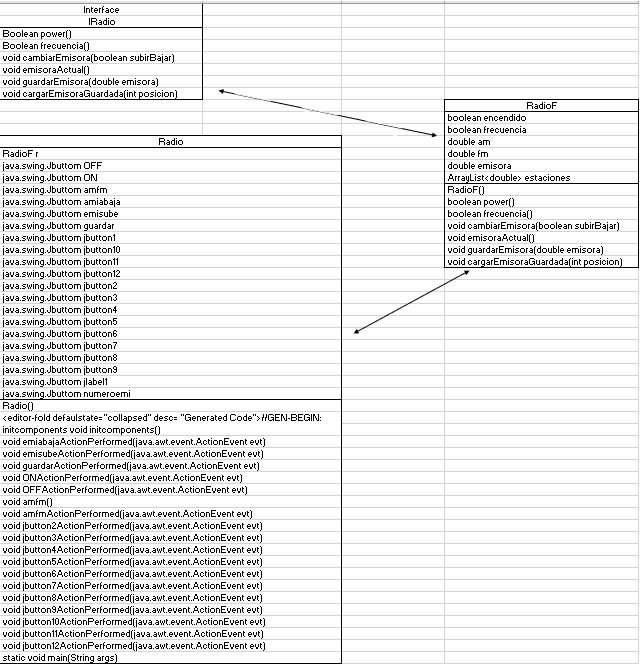 Interface
IRadio
Boolean power()
Boolean frecuencia()
void cambiarEmisora(boolean subirBajar)
void emisoraActual()
void guardarEmisora(double emisora)
void cargarEmisoraGuardada(int posicion)
RadioF
boolean encendido
boolean frecuencia
double am
double fm
double emisora
ArrayList<double> estaciones
RadioF()
boolean power()
boolean frecuencia()
void cambiarEmisora(boolean subirBajar)
void emisoraActual()
void guardarEmisora(double emisora)
void cargarEmisoraGuardada(int posicion)
Radio
RadioF r
java.swing.Jbuttom OFF
java.swing.Jbuttom ON
java.swing.Jbuttom amfm
java.swing.Jbuttom amiabaja
java.swing.Jbuttom emisube
java.swing.Jbuttom guardar
java.swing.Jbuttom jbutton1
java.swing.Jbuttom jbutton10
java.swing.Jbuttom jbutton11
java.swing.Jbuttom jbutton12
java.swing.Jbuttom jbutton2
java.swing.Jbuttom jbutton3
java.swing.Jbuttom jbutton4
java.swing.Jbuttom jbutton5
java.swing.Jbuttom jbutton6
java.swing.Jbuttom jbutton7
java.swing.Jbuttom jbutton8
java.swing.Jbuttom jbutton9
java.swing.Jbuttom jlabel1
java.swing.Jbuttom numeroemi
Radio()
<editor-fold defaulstate="collapsed" desc= "Generated Code">//GEN-BEGIN:
initcomponents void initcomponents()
void emiabajaActionPerformed(java.awt.event.ActionEvent evt)
void emisubeActionPerformed(java.awt.event.ActionEvent evt)
void guardarActionPerformed(java.awt.event.ActionEvent evt)
void ONActionPerformed(java.awt.event.ActionEvent evt)
void OFFActionPerformed(java.awt.event.ActionEvent evt)
void amfm()
void amfmActionPerformed(java.awt.event.ActionEvent evt)
void jbutton2ActionPerformed(java.awt.event.ActionEvent evt)
void jbutton3ActionPerformed(java.awt.event.ActionEvent evt)
void jbutton4ActionPerformed(java.awt.event.ActionEvent evt)
void jbutton5ActionPerformed(java.awt.event.ActionEvent evt)
void jbutton6ActionPerformed(java.awt.event.ActionEvent evt)
void jbutton7ActionPerformed(java.awt.event.ActionEvent evt)
void jbutton8ActionPerformed(java.awt.event.ActionEvent evt)
void jbutton9ActionPerformed(java.awt.event.ActionEvent evt)
void jbutton10ActionPerformed(java.awt.event.ActionEvent evt)
void jbutton11ActionPerformed(java.awt.event.ActionEvent evt)
void jbutton12ActionPerformed(java.awt.event.ActionEvent evt)
static void main(String args)